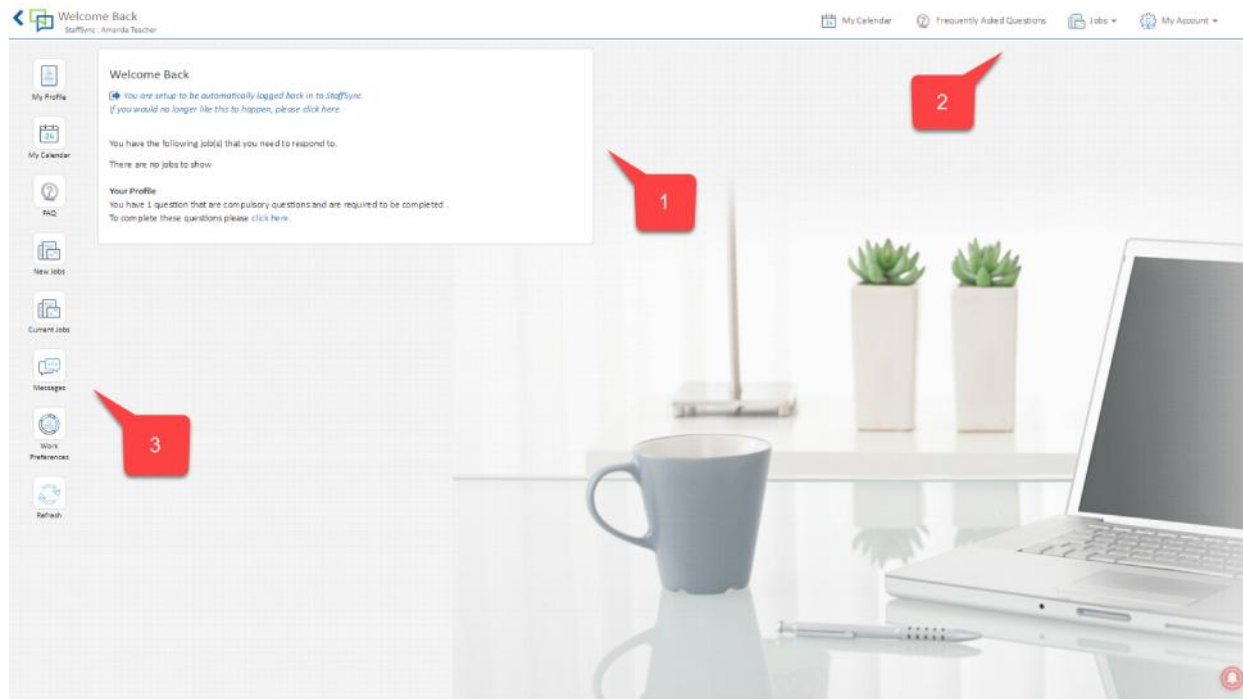 Welcome Back
StaffSync : Amanda Teacher
My Calendar
Frequently Asked Questions
Jobs
My Account
My Profile
My Calendar
FAQ
New Jobs
Current Jobs
Messages
Work
Preferences
Refresh
Welcome Back
You are setup to be automatically logged back in to StaffSync.
If you would no longer like this to happen, please click here.
You have the following job(s) that you need to respond to.
There are no jobs to show
Your Profile
You have 1 question that are compulsory questions and are required to be completed .
To complete these questions please click here.
1
2
3